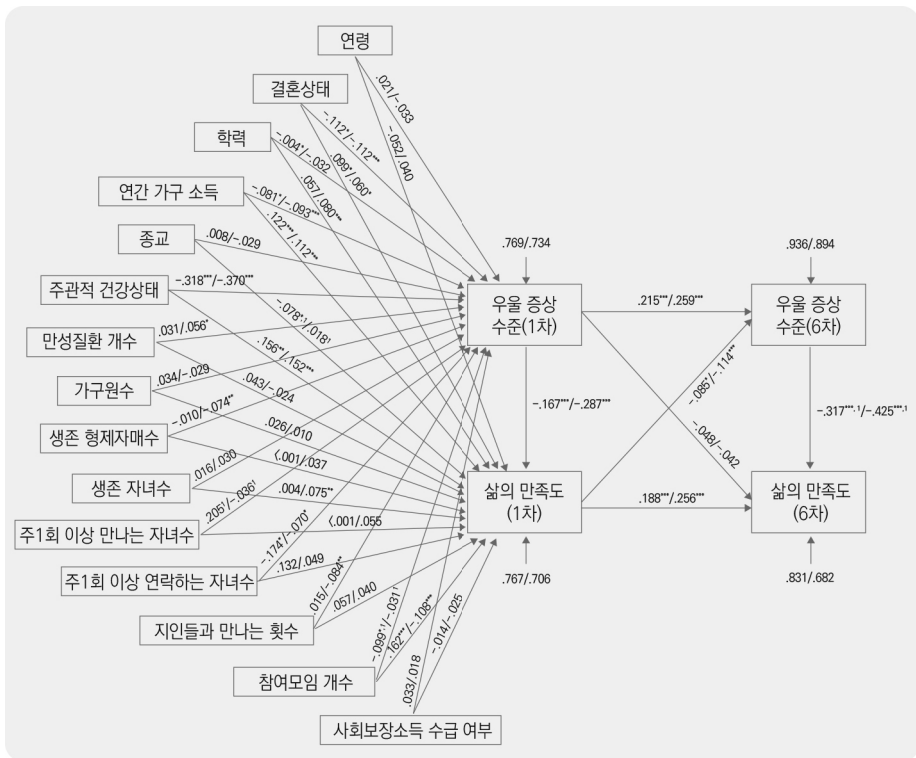 연령
결혼상태
학력
연간 가구 소득
종교
주관적 건강상태
만성질환 개수
가구원수
생존 형제자매수
생존 자녀수
주1회 이상 만나는 자녀수
주1회 이상 연락하는 자녀수
지인들과 만나는 횟수
참여모임 개수
사회보장소득 수급 여부
.021/-.033
-.052/.040
-.112*/-.112***
.099*/.060*
-.004*/-.032
.057/.080***
-.081*/-.093***
.122***/.112***
.008/-.029
-.078*,¹/.018¹
-.318***/-.370***
.156**/.152***
.031/.056*
.043/-.024
.034/-.029
.026/.010
-.010/-.074**
<.001/.037
.016/.030
.004/.075**
.205¹/-.036¹
<.001/.055
-.174*/-.070*
.132/.049
.015/-.084**
.057/.040
-.099*,¹/-.031¹
.162***/-.108***
.033/.018
-.014/-.025
.769/.734
우울 증상
수준(1차)
.215***/.259***
.936/.894
우울 증상
수준(6차)
-.167***/-.287***
-.085*/-.114***
-.048/-.042
-.317***,¹/-.425***,¹
삶의 만족도
(1차)
.188***/.256***
삶의 만족도
(6차)
.767/.706
.831/.682